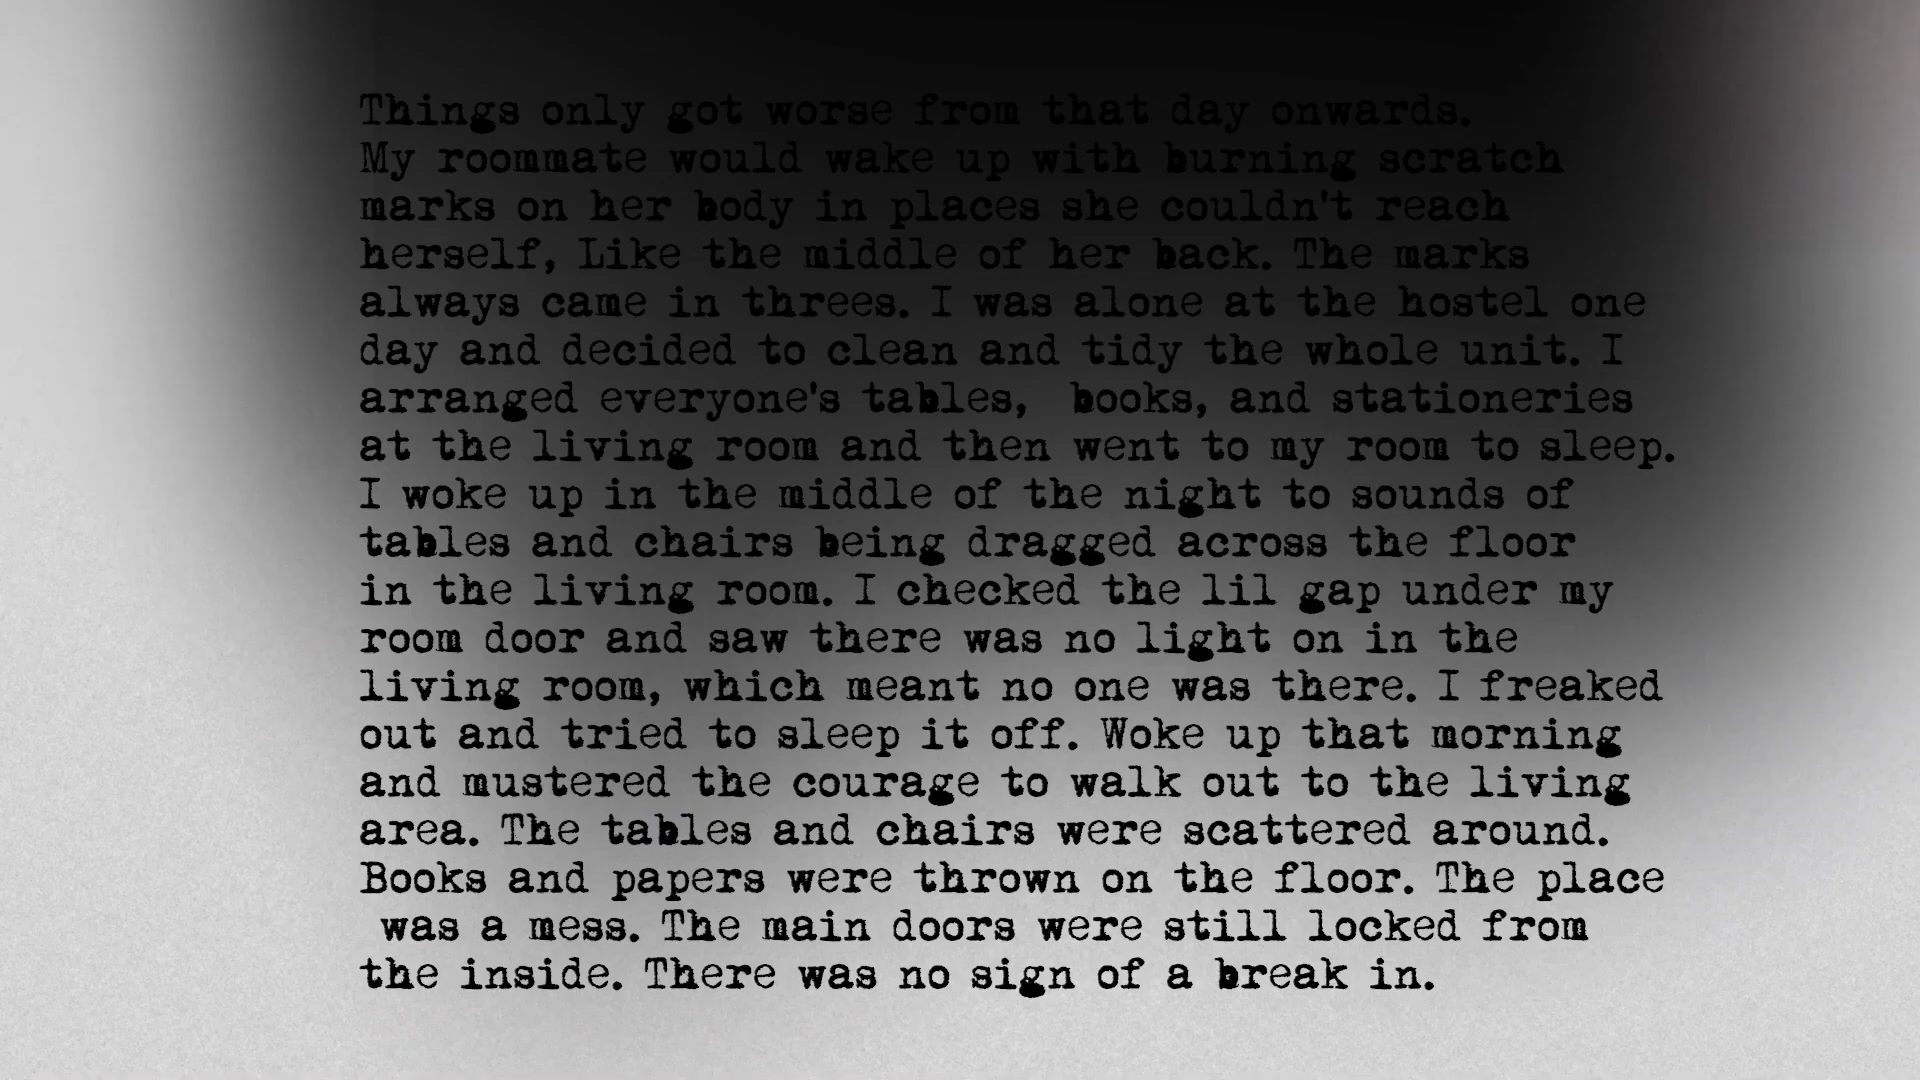 Things only got worse from that day onwards.
My roommate would wake up with burning scratch
marks on her body in places she couldn't reach
herself, Like the middle of her back. The marks
always came in threes. I was alone at the hostel one
day and decided to clean and tidy the whole unit. I
arranged everyone's tables,  books, and stationeries
at the living room and then went to my room to sleep.
I woke up in the middle of the night to sounds of
tables and chairs being dragged across the floor
in the living room. I checked the lil gap under my
room door and saw there was no light on in the
living room, which meant no one was there. I freaked
out and tried to sleep it off. Woke up that morning
and mustered the courage to walk out to the living
area. The tables and chairs were scattered around.
Books and papers were thrown on the floor. The place
was a mess. The main doors were still locked from
the inside. There was no sign of a break in.